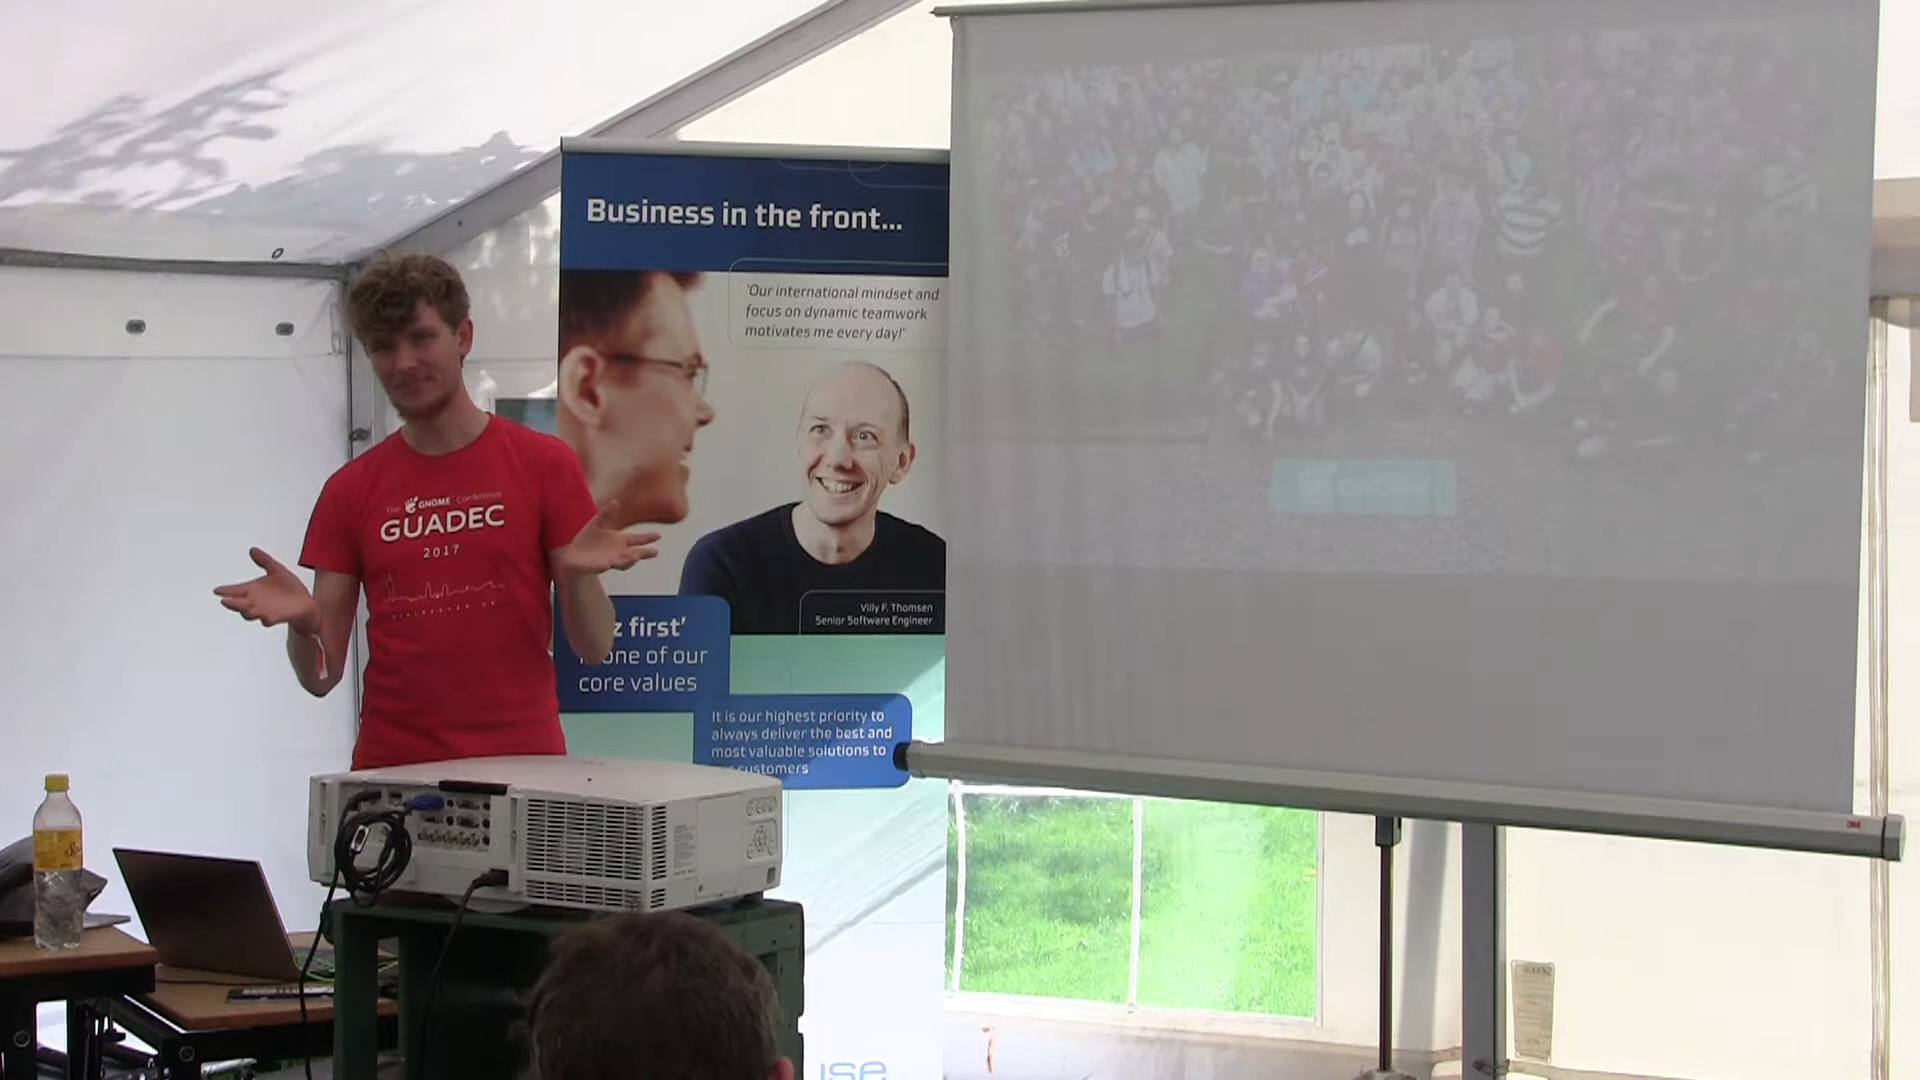 Business in the front...
'Our international mindset and
focus on dynamic teamwork
motivates me every day!'
The GNOME Conference
GUADEC
2017
Villy F. Thomsen
Senior Software Engineer
z first'
one of our
core values
It is our highest priority to
always deliver the best and
most valuable solutions to
customers
3M